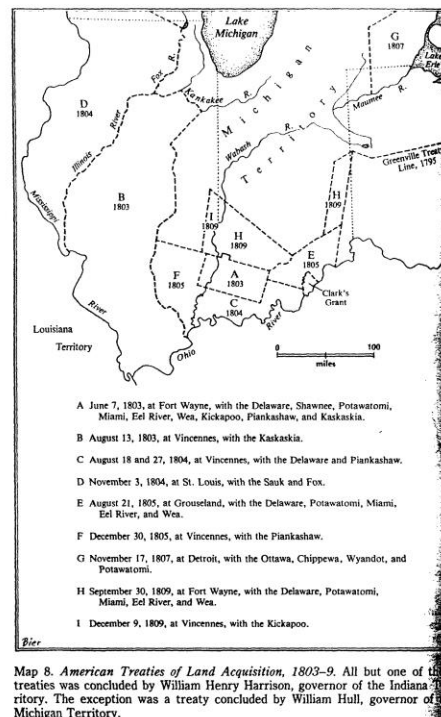 Lake
Michigan
G
1807
Lake
Erie
Fox R.
Kankakee R.
Maumee R.
D
1804
Michigan
Territory
Wabash R.
Greenville Treaty
Line, 1795
Illinois River
Mississippi River
B
1803
I
1809
H
1809
H
1809
E
1805
F
1805
A
1803
Clark's
Grant
C
1804
Louisiana
Territory
Ohio River
0 100
miles
A June 7, 1803, at Fort Wayne, with the Delaware, Shawnee, Potawatomi,
Miami, Eel River, Wea, Kickapoo, Piankashaw, and Kaskaskia.
B August 13, 1803, at Vincennes, with the Kaskaskia.
C August 18 and 27, 1804, at Vincennes, with the Delaware and Piankashaw.
D November 3, 1804, at St. Louis, with the Sauk and Fox.
E August 21, 1805, at Grouseland, with the Delaware, Potawatomi, Miami,
Eel River, and Wea.
F December 30, 1805, at Vincennes, with the Piankashaw.
G November 17, 1807, at Detroit, with the Ottawa, Chippewa, Wyandot, and
Potawatomi.
H September 30, 1809, at Fort Wayne, with the Delaware, Potawatomi,
Miami, Eel River, and Wea.
I December 9, 1809, at Vincennes, with the Kickapoo.
Bier
Map 8. American Treaties of Land Acquisition, 1803–9. All but one of
treaties was concluded by William Henry Harrison, governor of the Indiana
ritory. The exception was a treaty concluded by William Hull, governor of
Michigan Territory.